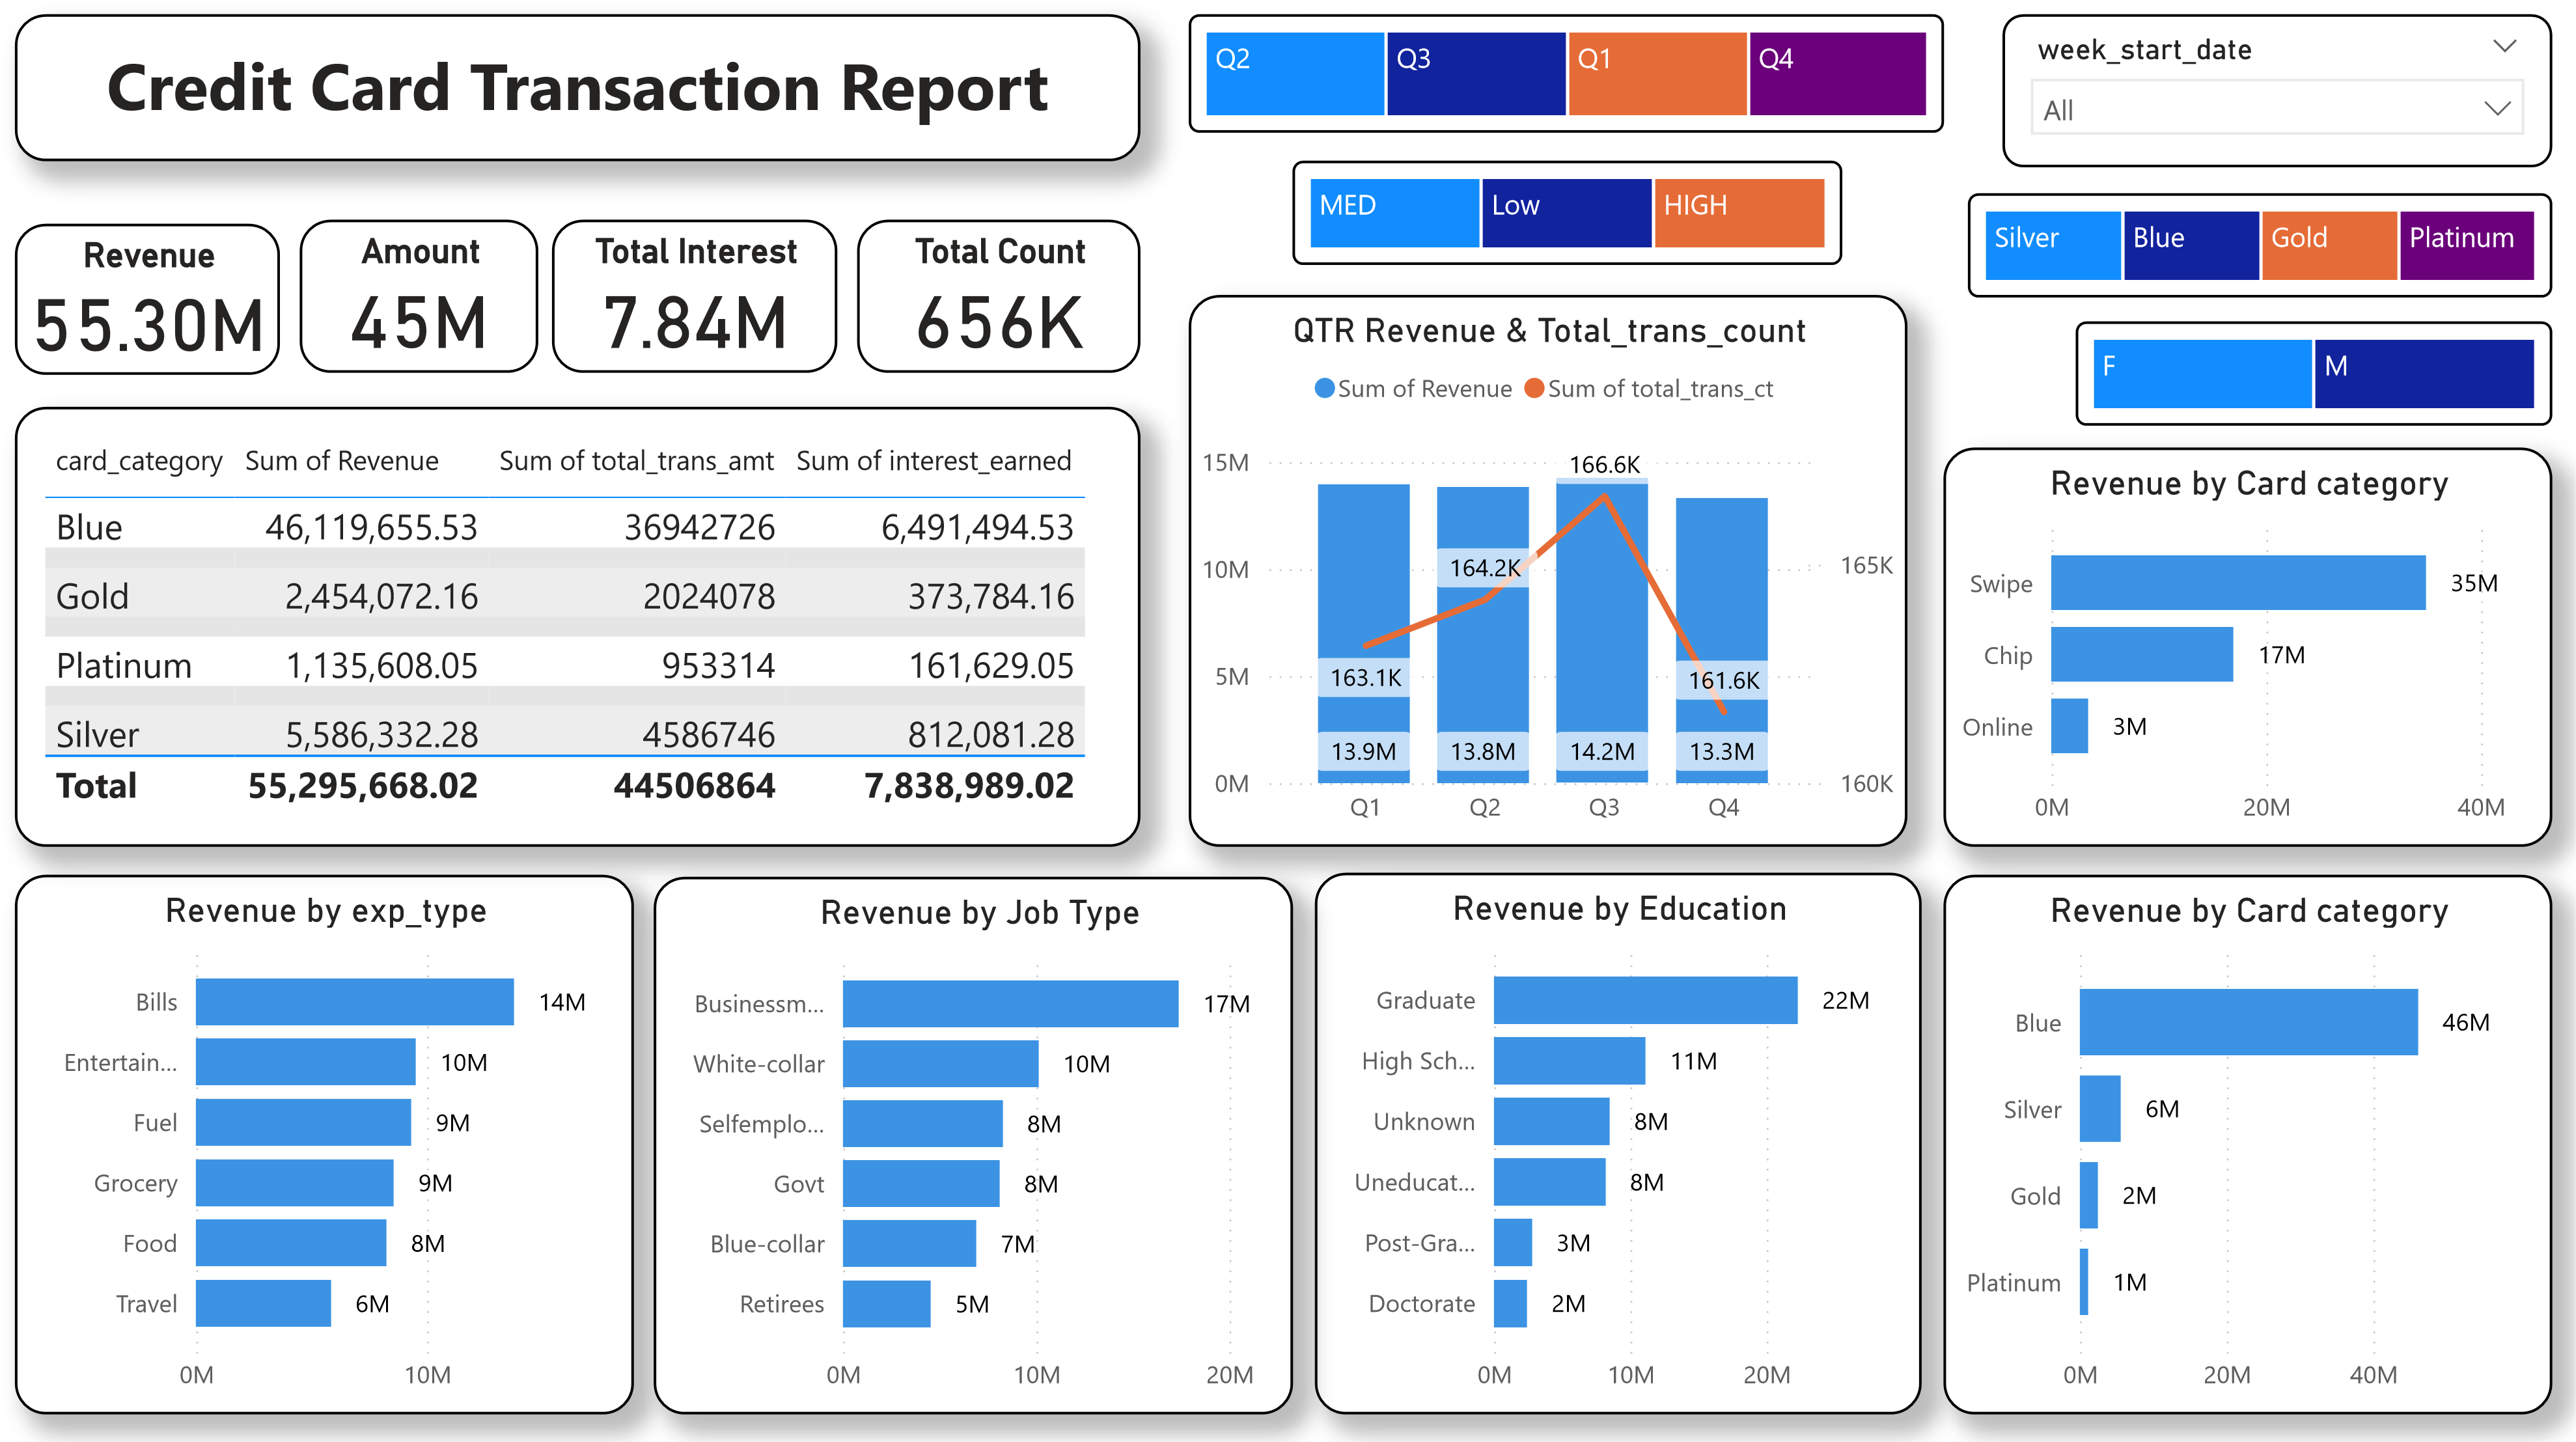 Credit Card Transaction Report
Q2 Q3 Q1 Q4
week_start_date
All
MED Low HIGH
Silver Blue Gold Platinum
F M
Revenue
55.30M
Amount
45M
Total Interest
7.84M
Total Count
656K
card_category Sum of Revenue Sum of total_trans_amt Sum of interest_earned
Blue 46,119,655.53 36942726 6,491,494.53
Gold 2,454,072.16 2024078 373,784.16
Platinum 1,135,608.05 953314 161,629.05
Silver 5,586,332.28 4586746 812,081.28
Total 55,295,668.02 44506864 7,838,989.02
QTR Revenue & Total_trans_count
Sum of Revenue Sum of total_trans_ct
15M 166.6K
10M 164.2K 165K
5M 163.1K 161.6K
13.9M 13.8M 14.2M 13.3M
0M 160K
Q1 Q2 Q3 Q4
Revenue by Card category
Swipe 35M
Chip 17M
Online 3M
0M 20M 40M
Revenue by exp_type
Bills 14M
Entertain... 10M
Fuel 9M
Grocery 9M
Food 8M
Travel 6M
0M 10M
Revenue by Job Type
Businessm... 17M
White-collar 10M
Selfemplo... 8M
Govt 8M
Blue-collar 7M
Retirees 5M
0M 10M 20M
Revenue by Education
Graduate 22M
High Sch... 11M
Unknown 8M
Uneducat... 8M
Post-Gra... 3M
Doctorate 2M
0M 10M 20M
Revenue by Card category
Blue 46M
Silver 6M
Gold 2M
Platinum 1M
0M 20M 40M